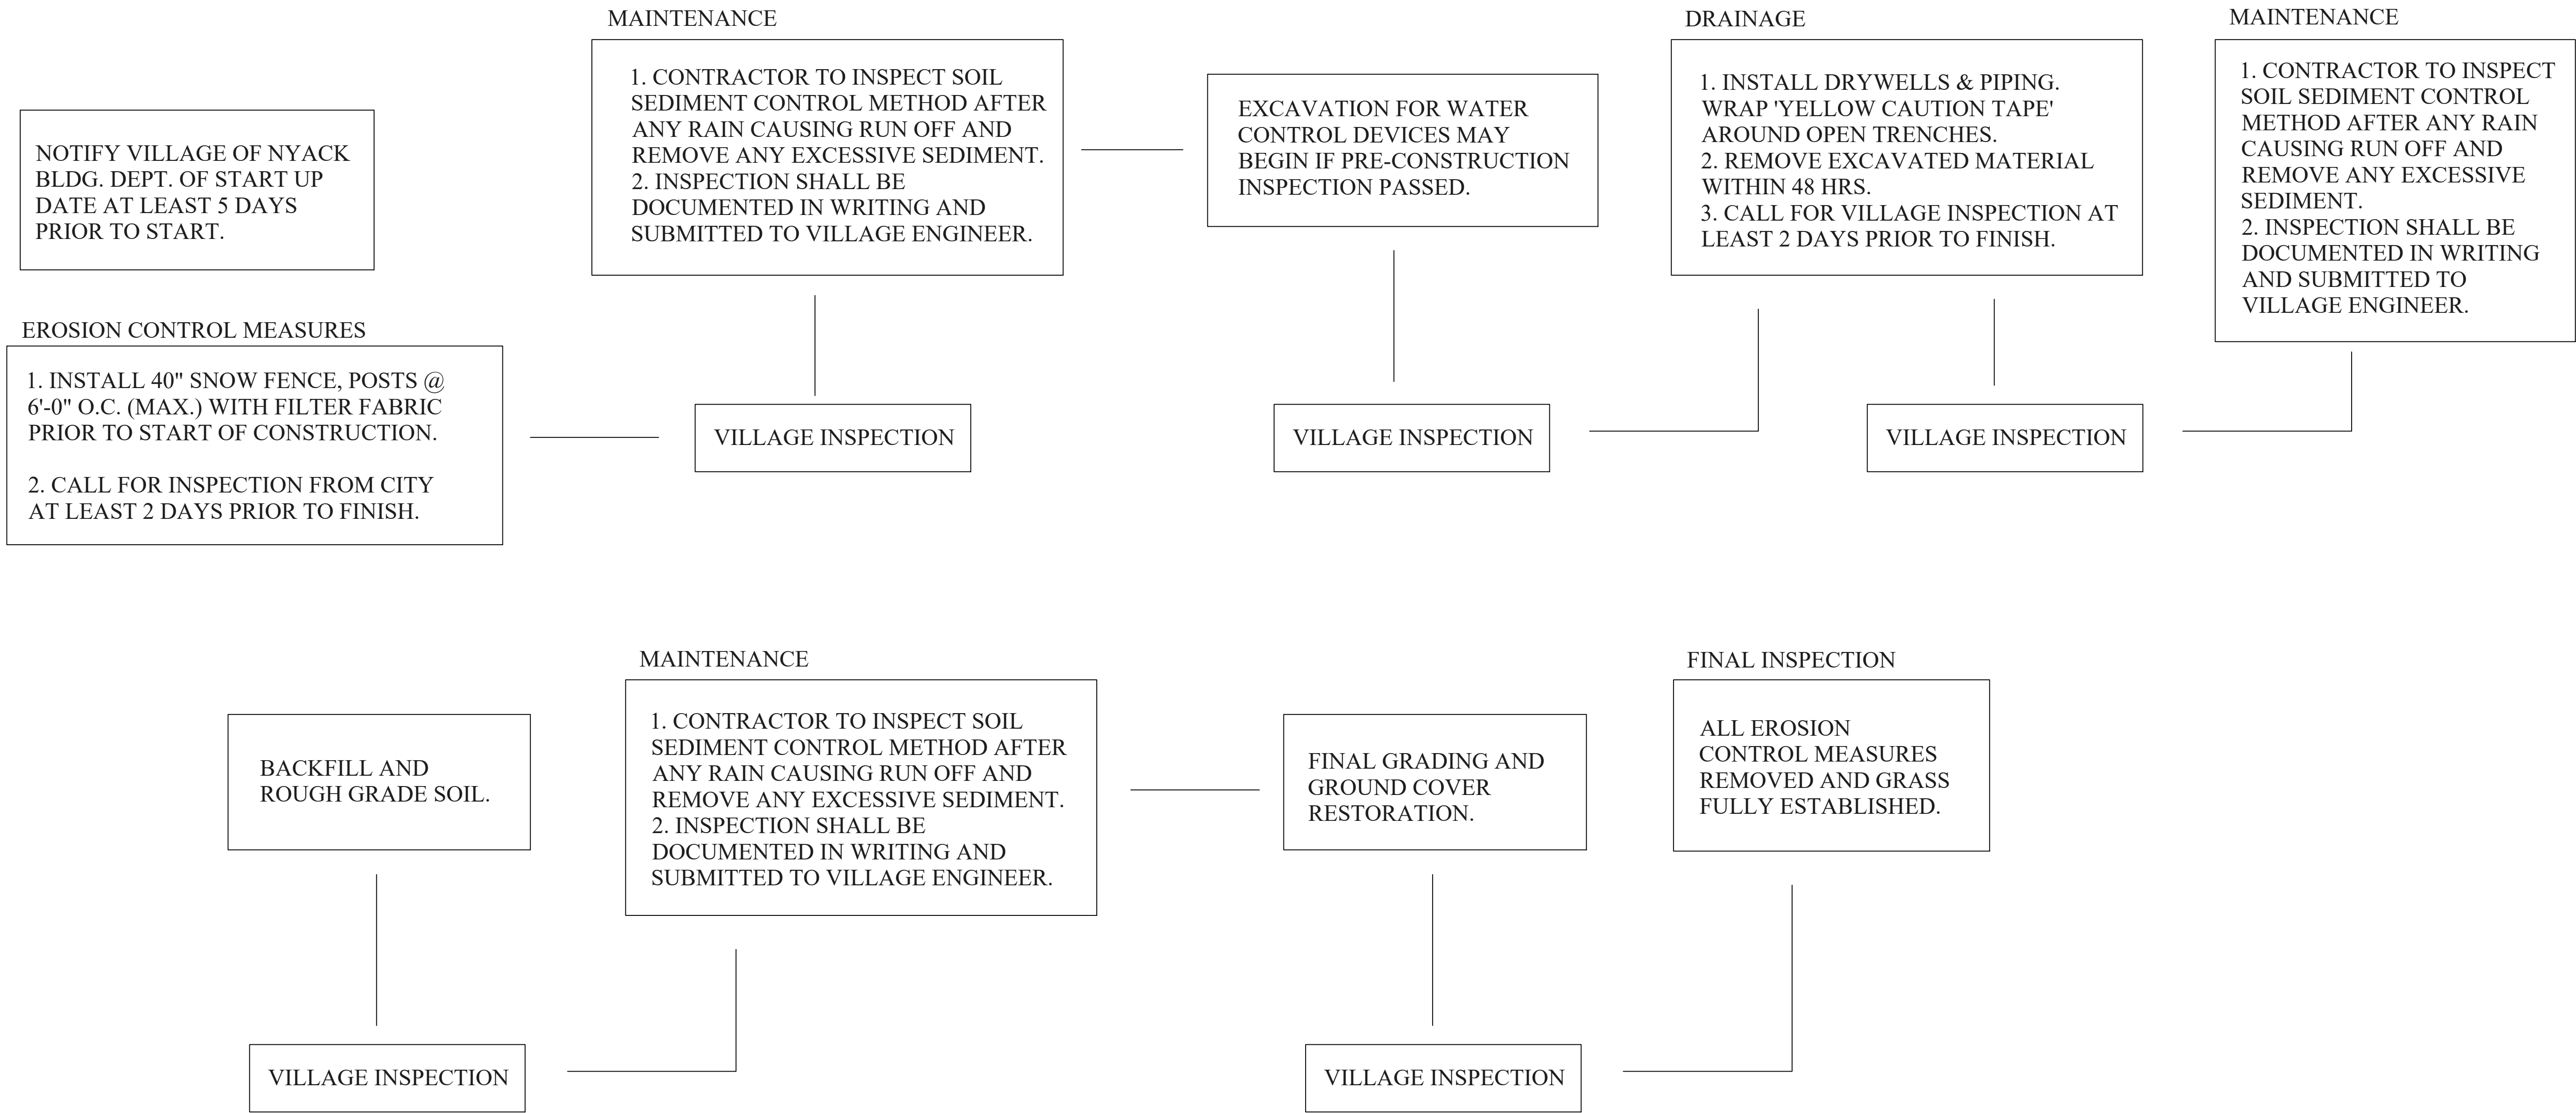 NOTIFY VILLAGE OF NYACK
BLDG. DEPT. OF START UP
DATE AT LEAST 5 DAYS
PRIOR TO START.
EROSION CONTROL MEASURES
1. INSTALL 40" SNOW FENCE, POSTS @
6'-0" O.C. (MAX.) WITH FILTER FABRIC
PRIOR TO START OF CONSTRUCTION.
2. CALL FOR INSPECTION FROM CITY
AT LEAST 2 DAYS PRIOR TO FINISH.
VILLAGE INSPECTION
MAINTENANCE
1. CONTRACTOR TO INSPECT SOIL
SEDIMENT CONTROL METHOD AFTER
ANY RAIN CAUSING RUN OFF AND
REMOVE ANY EXCESSIVE SEDIMENT.
2. INSPECTION SHALL BE
DOCUMENTED IN WRITING AND
SUBMITTED TO VILLAGE ENGINEER.
EXCAVATION FOR WATER
CONTROL DEVICES MAY
BEGIN IF PRE-CONSTRUCTION
INSPECTION PASSED.
VILLAGE INSPECTION
DRAINAGE
1. INSTALL DRYWELLS & PIPING.
WRAP 'YELLOW CAUTION TAPE'
AROUND OPEN TRENCHES.
2. REMOVE EXCAVATED MATERIAL
WITHIN 48 HRS.
3. CALL FOR VILLAGE INSPECTION AT
LEAST 2 DAYS PRIOR TO FINISH.
VILLAGE INSPECTION
MAINTENANCE
1. CONTRACTOR TO INSPECT
SOIL SEDIMENT CONTROL
METHOD AFTER ANY RAIN
CAUSING RUN OFF AND
REMOVE ANY EXCESSIVE
SEDIMENT.
2. INSPECTION SHALL BE
DOCUMENTED IN WRITING
AND SUBMITTED TO
VILLAGE ENGINEER.
BACKFILL AND
ROUGH GRADE SOIL.
VILLAGE INSPECTION
MAINTENANCE
1. CONTRACTOR TO INSPECT SOIL
SEDIMENT CONTROL METHOD AFTER
ANY RAIN CAUSING RUN OFF AND
REMOVE ANY EXCESSIVE SEDIMENT.
2. INSPECTION SHALL BE
DOCUMENTED IN WRITING AND
SUBMITTED TO VILLAGE ENGINEER.
FINAL GRADING AND
GROUND COVER
RESTORATION.
VILLAGE INSPECTION
FINAL INSPECTION
ALL EROSION
CONTROL MEASURES
REMOVED AND GRASS
FULLY ESTABLISHED.